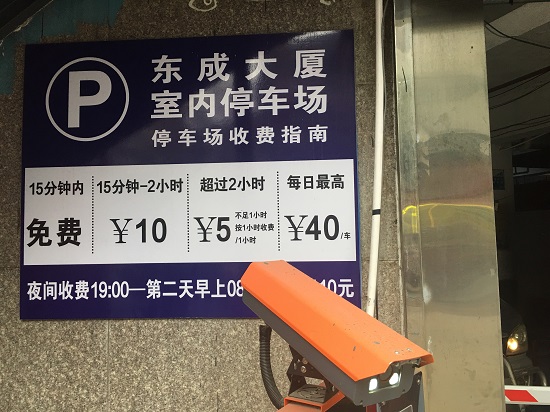 P
东成大厦
室内停车场
停车场收费指南
15分钟内
免费
15分钟-2小时
¥10
超过2小时
¥5
不足1小时
按1小时收费
/1小时
每日最高
¥40/车
夜间收费19:00—第二天早上08 10元